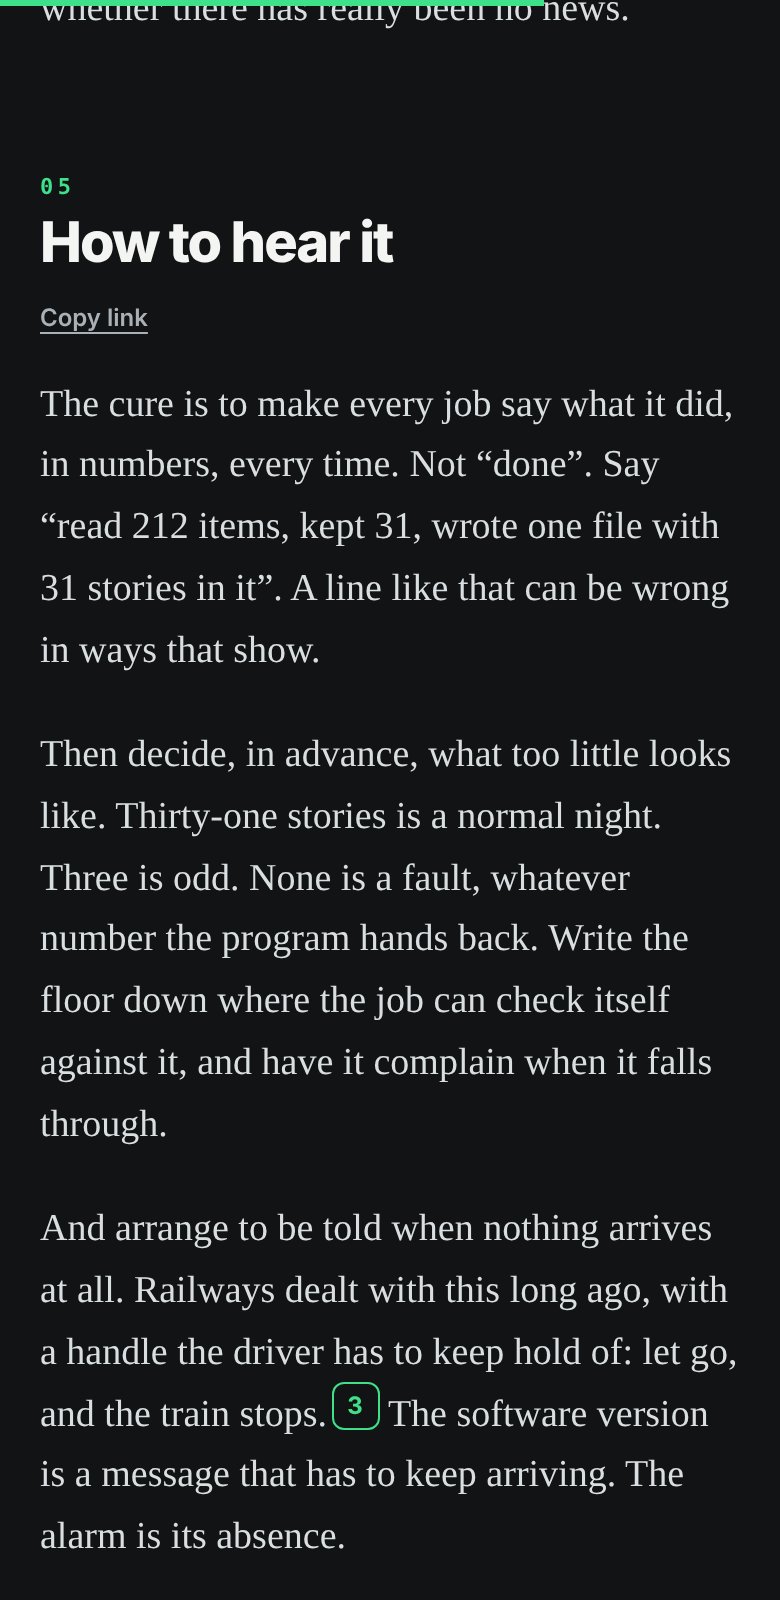 whether there has really been no news.
05
How to hear it
Copy link
The cure is to make every job say what it did,
in numbers, every time. Not “done”. Say
“read 212 items, kept 31, wrote one file with
31 stories in it”. A line like that can be wrong
in ways that show.
Then decide, in advance, what too little looks
like. Thirty-one stories is a normal night.
Three is odd. None is a fault, whatever
number the program hands back. Write the
floor down where the job can check itself
against it, and have it complain when it falls
through.
And arrange to be told when nothing arrives
at all. Railways dealt with this long ago, with
a handle the driver has to keep hold of: let go,
and the train stops. 3 The software version
is a message that has to keep arriving. The
alarm is its absence.